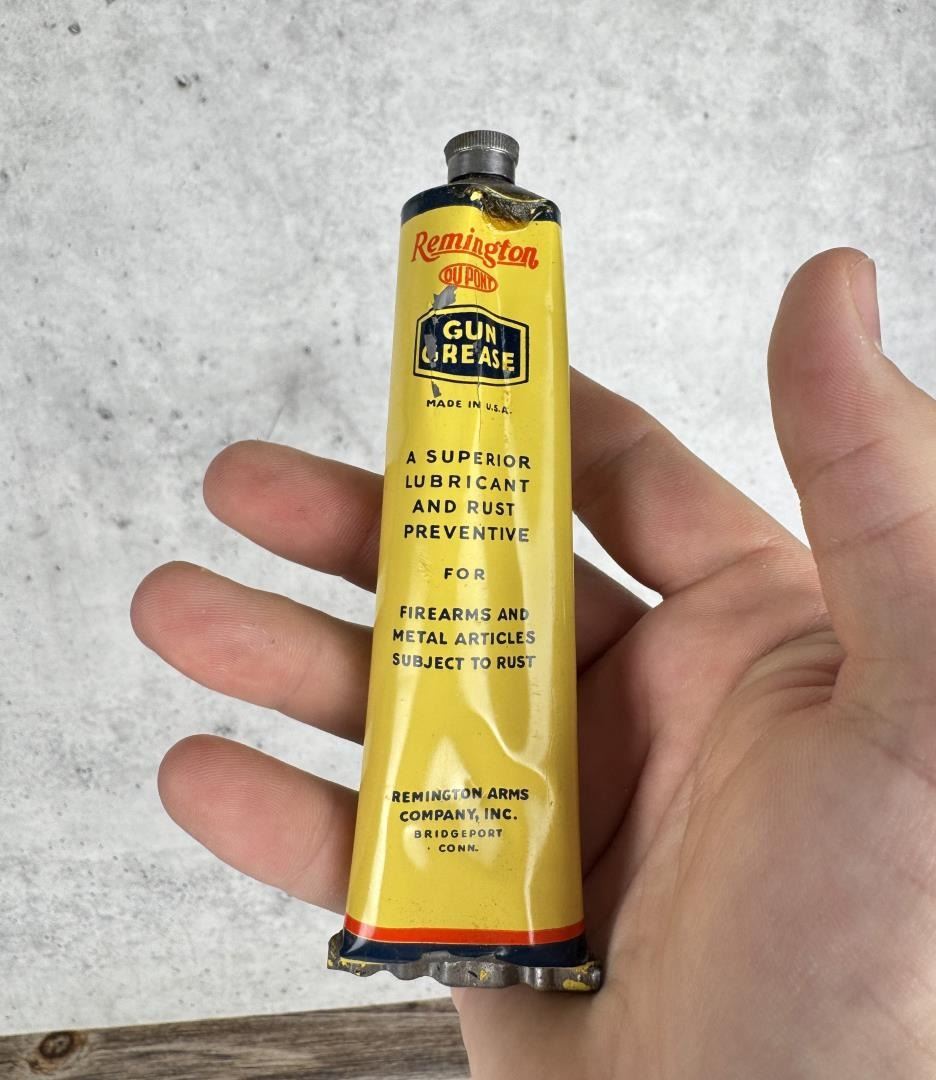 Remington
DU PONT
GUN
GREASE
MADE IN U.S.A.
A SUPERIOR
LUBRICANT
AND RUST
PREVENTIVE
FOR
FIREARMS AND
METAL ARTICLES
SUBJECT TO RUST
REMINGTON ARMS
COMPANY, INC.
BRIDGEPORT
CONN.